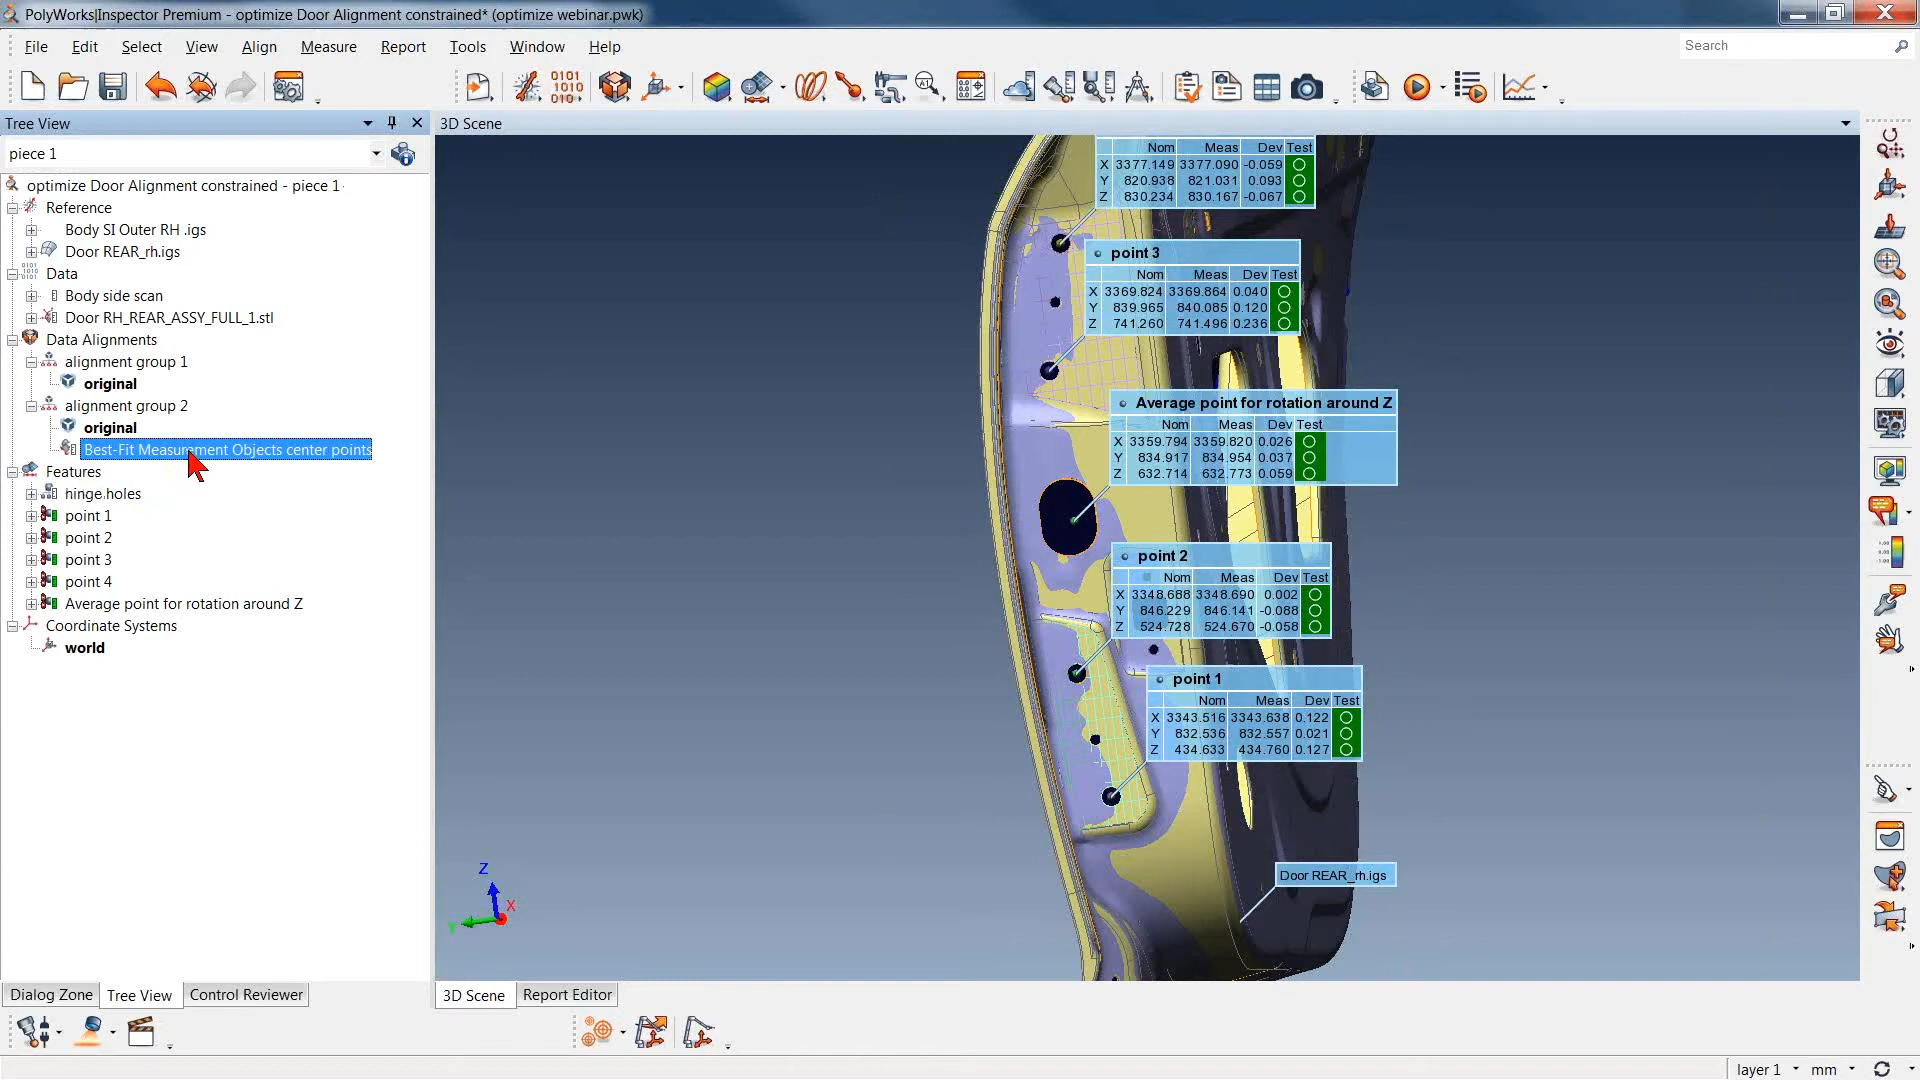 PolyWorks|Inspector Premium - optimize Door Alignment constrained* (optimize webinar.pwk)
File Edit Select View Align Measure Report Tools Window Help
Search
Tree View
3D Scene
piece 1
optimize Door Alignment constrained - piece 1
Reference
Body SI Outer RH .igs
Door REAR_rh.igs
Data
Body side scan
Door RH_REAR_ASSY_FULL_1.stl
Data Alignments
alignment group 1
original
alignment group 2
original
Best-Fit Measurement Objects center points
Features
hinge holes
point 1
point 2
point 3
point 4
Average point for rotation around Z
Coordinate Systems
world
Nom Meas Dev Test
X 3377.149 3377.090 -0.059
Y 820.938 821.031 0.093
Z 830.234 830.167 -0.067
point 3
Nom Meas Dev Test
X 3369.824 3369.864 0.040
Y 839.965 840.085 0.120
Z 741.260 741.496 0.236
Average point for rotation around Z
Nom Meas Dev Test
X 3359.794 3359.820 0.026
Y 834.917 834.954 0.037
Z 632.714 632.773 0.059
point 2
Nom Meas Dev Test
X 3348.688 3348.690 0.002
Y 846.229 846.141 -0.088
Z 524.728 524.670 -0.058
point 1
Nom Meas Dev Test
X 3343.516 3343.638 0.122
Y 832.536 832.557 0.021
Z 434.633 434.760 0.127
Door REAR_rh.igs
Z
X
Y
Dialog Zone Tree View Control Reviewer
3D Scene Report Editor
layer 1 mm